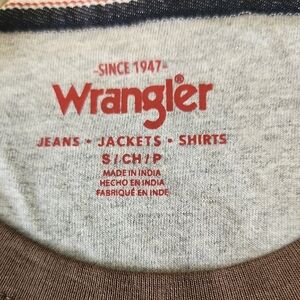 -SINCE 1947-
Wrangler®
JEANS • JACKETS • SHIRTS
S/CH/P
MADE IN INDIA
HECHO EN INDIA
FABRIQUÉ EN INDE